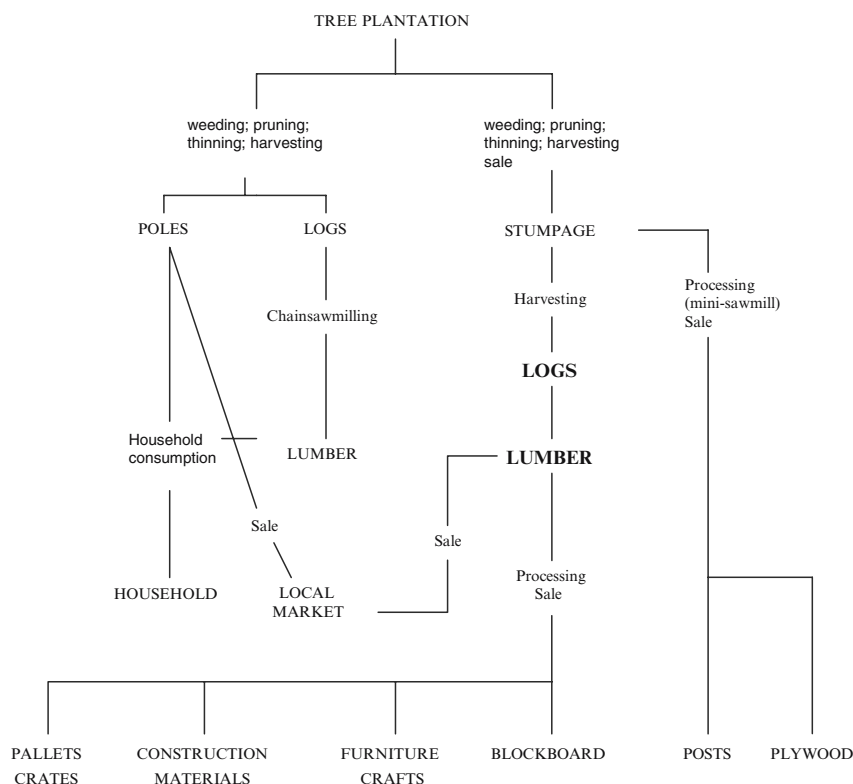 TREE PLANTATION
weeding; pruning;
thinning; harvesting
weeding; pruning;
thinning; harvesting
sale
POLES
LOGS
STUMPAGE
Processing
(mini-sawmill)
Sale
Harvesting
Chainsawmilling
LOGS
Household
consumption
LUMBER
LUMBER
Sale
Sale
Processing
Sale
HOUSEHOLD
LOCAL
MARKET
PALLETS
CRATES
CONSTRUCTION
MATERIALS
FURNITURE
CRAFTS
BLOCKBOARD
POSTS
PLYWOOD